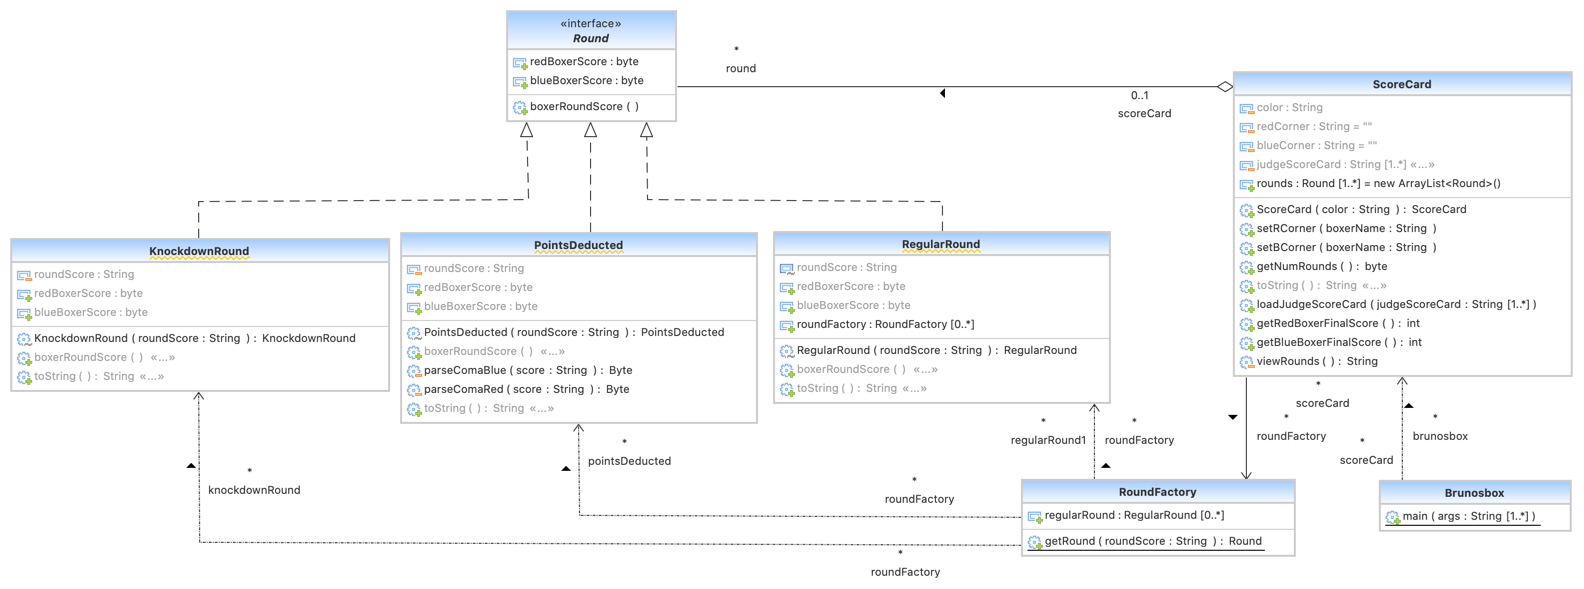 «interface»
Round
redBoxerScore : byte
blueBoxerScore : byte
boxerRoundScore ( )
*
round
0..1
scoreCard
ScoreCard
color : String
redCorner : String = ""
blueCorner : String = ""
judgeScoreCard : String [1..*] «...»
rounds : Round [1..*] = new ArrayList<Round>()
ScoreCard ( color : String ) : ScoreCard
setRCorner ( boxerName : String )
setBCorner ( boxerName : String )
getNumRounds ( ) : byte
toString ( ) : String «...»
loadJudgeScoreCard ( judgeScoreCard : String [1..*] )
getRedBoxerFinalScore ( ) : int
getBlueBoxerFinalScore ( ) : int
viewRounds ( ) : String
KnockdownRound
roundScore : String
redBoxerScore : byte
blueBoxerScore : byte
KnockdownRound ( roundScore : String ) : KnockdownRound
boxerRoundScore ( ) «...»
toString ( ) : String «...»
PointsDeducted
roundScore : String
redBoxerScore : byte
blueBoxerScore : byte
PointsDeducted ( roundScore : String ) : PointsDeducted
boxerRoundScore ( ) «...»
parseComaBlue ( score : String ) : Byte
parseComaRed ( score : String ) : Byte
toString ( ) : String «...»
RegularRound
roundScore : String
redBoxerScore : byte
blueBoxerScore : byte
roundFactory : RoundFactory [0..*]
RegularRound ( roundScore : String ) : RegularRound
boxerRoundScore ( ) «...»
toString ( ) : String «...»
*
scoreCard
*
roundFactory
*
brunosbox
*
scoreCard
*
regularRound1
*
roundFactory
*
pointsDeducted
*
knockdownRound
*
roundFactory
RoundFactory
regularRound : RegularRound [0..*]
getRound ( roundScore : String ) : Round
Brunosbox
main ( args : String [1..*] )
*
roundFactory